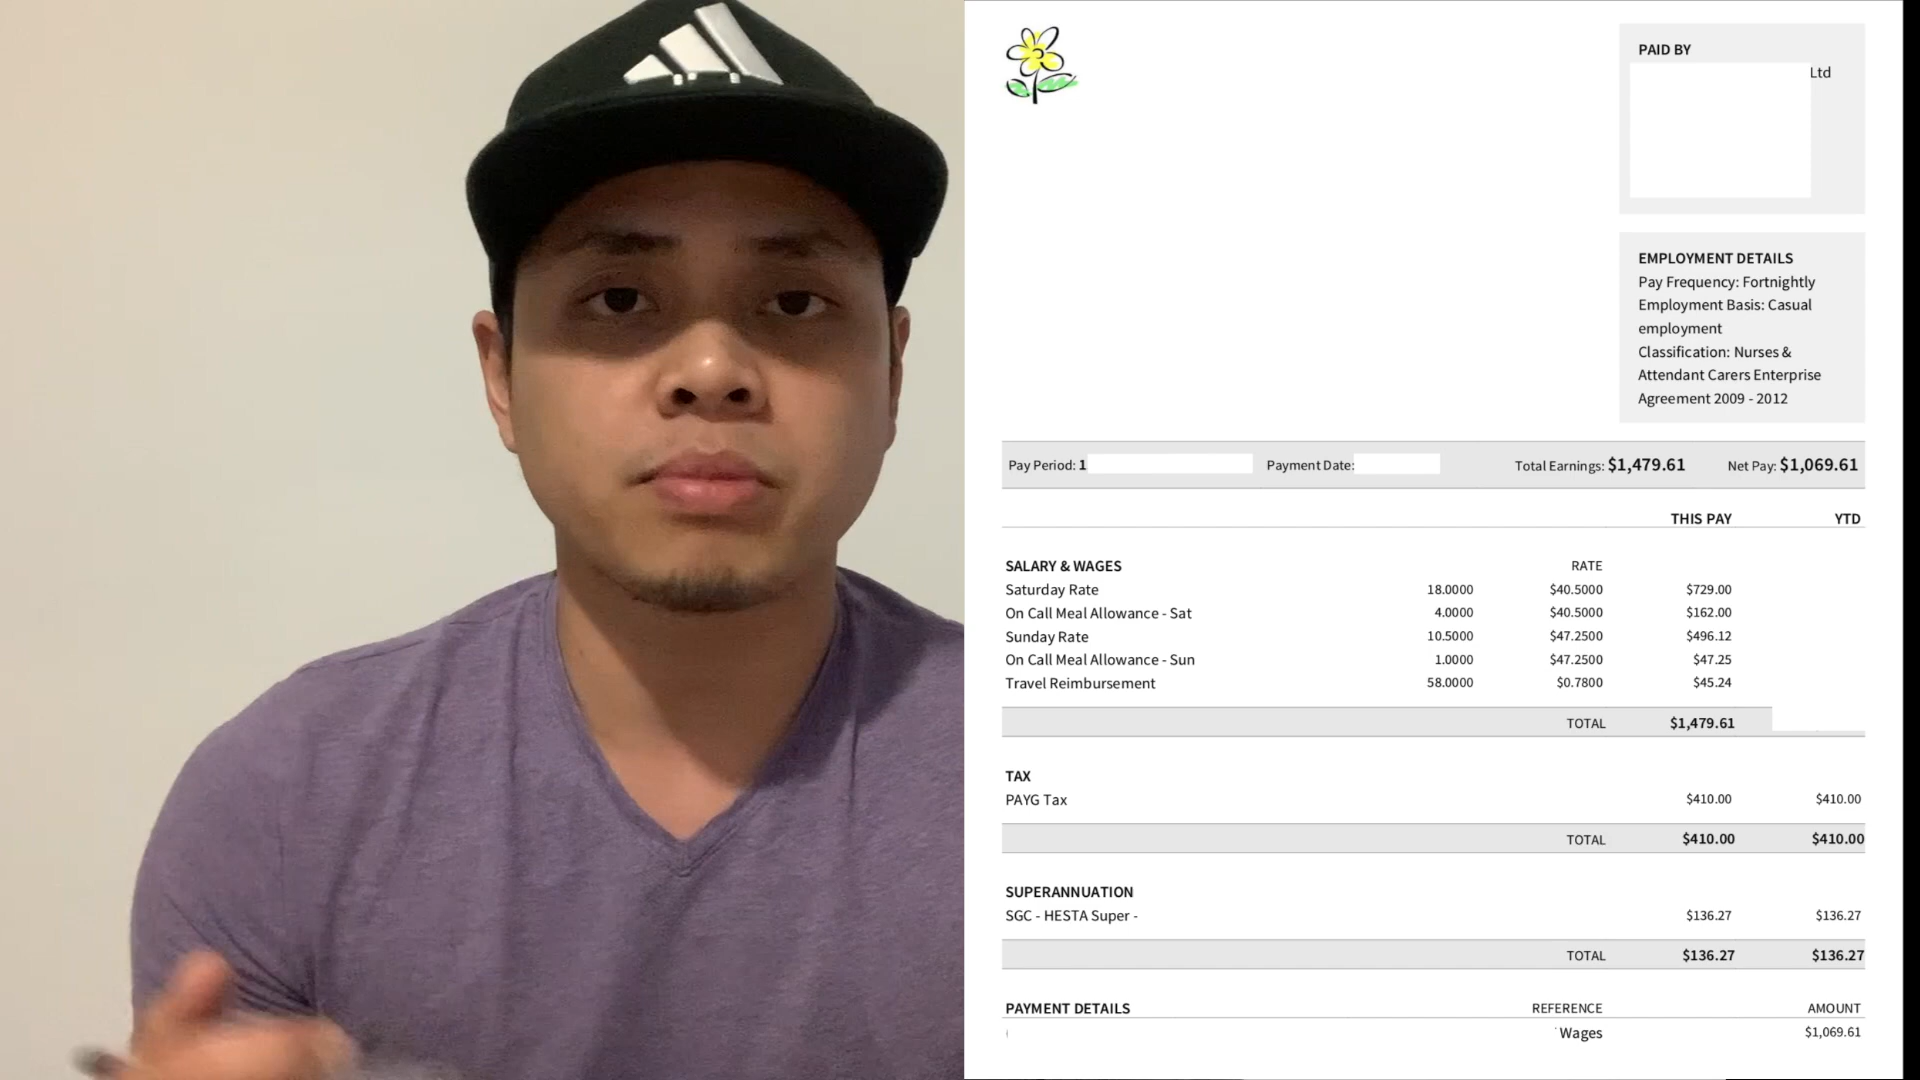 PAID BY
Ltd
EMPLOYMENT DETAILS
Pay Frequency: Fortnightly
Employment Basis: Casual
employment
Classification: Nurses &
Attendant Carers Enterprise
Agreement 2009 - 2012
Pay Period: 1 Payment Date: Total Earnings: $1,479.61 Net Pay: $1,069.61
THIS PAY YTD
SALARY & WAGES RATE
Saturday Rate 18.0000 $40.5000 $729.00
On Call Meal Allowance - Sat 4.0000 $40.5000 $162.00
Sunday Rate 10.5000 $47.2500 $496.12
On Call Meal Allowance - Sun 1.0000 $47.2500 $47.25
Travel Reimbursement 58.0000 $0.7800 $45.24
TOTAL $1,479.61
TAX
PAYG Tax $410.00 $410.00
TOTAL $410.00 $410.00
SUPERANNUATION
SGC - HESTA Super - $136.27 $136.27
TOTAL $136.27 $136.27
PAYMENT DETAILS REFERENCE AMOUNT
Wages $1,069.61